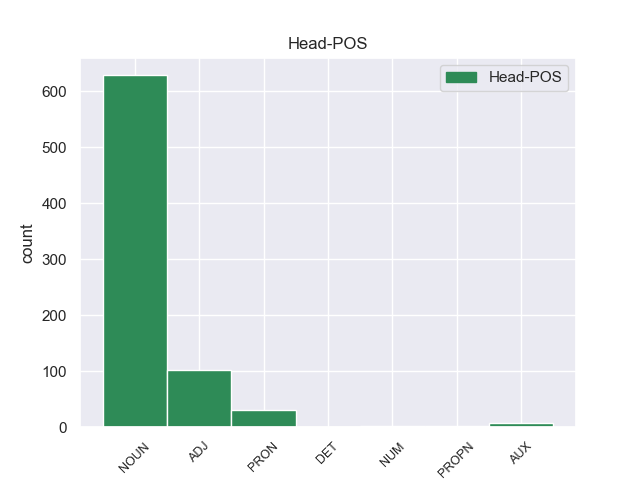 Head-POS
Head-POS
600
500
400
300
200
100
0
count
NOUN
ADJ
PRON
DET
NUM
PROPN
AUX